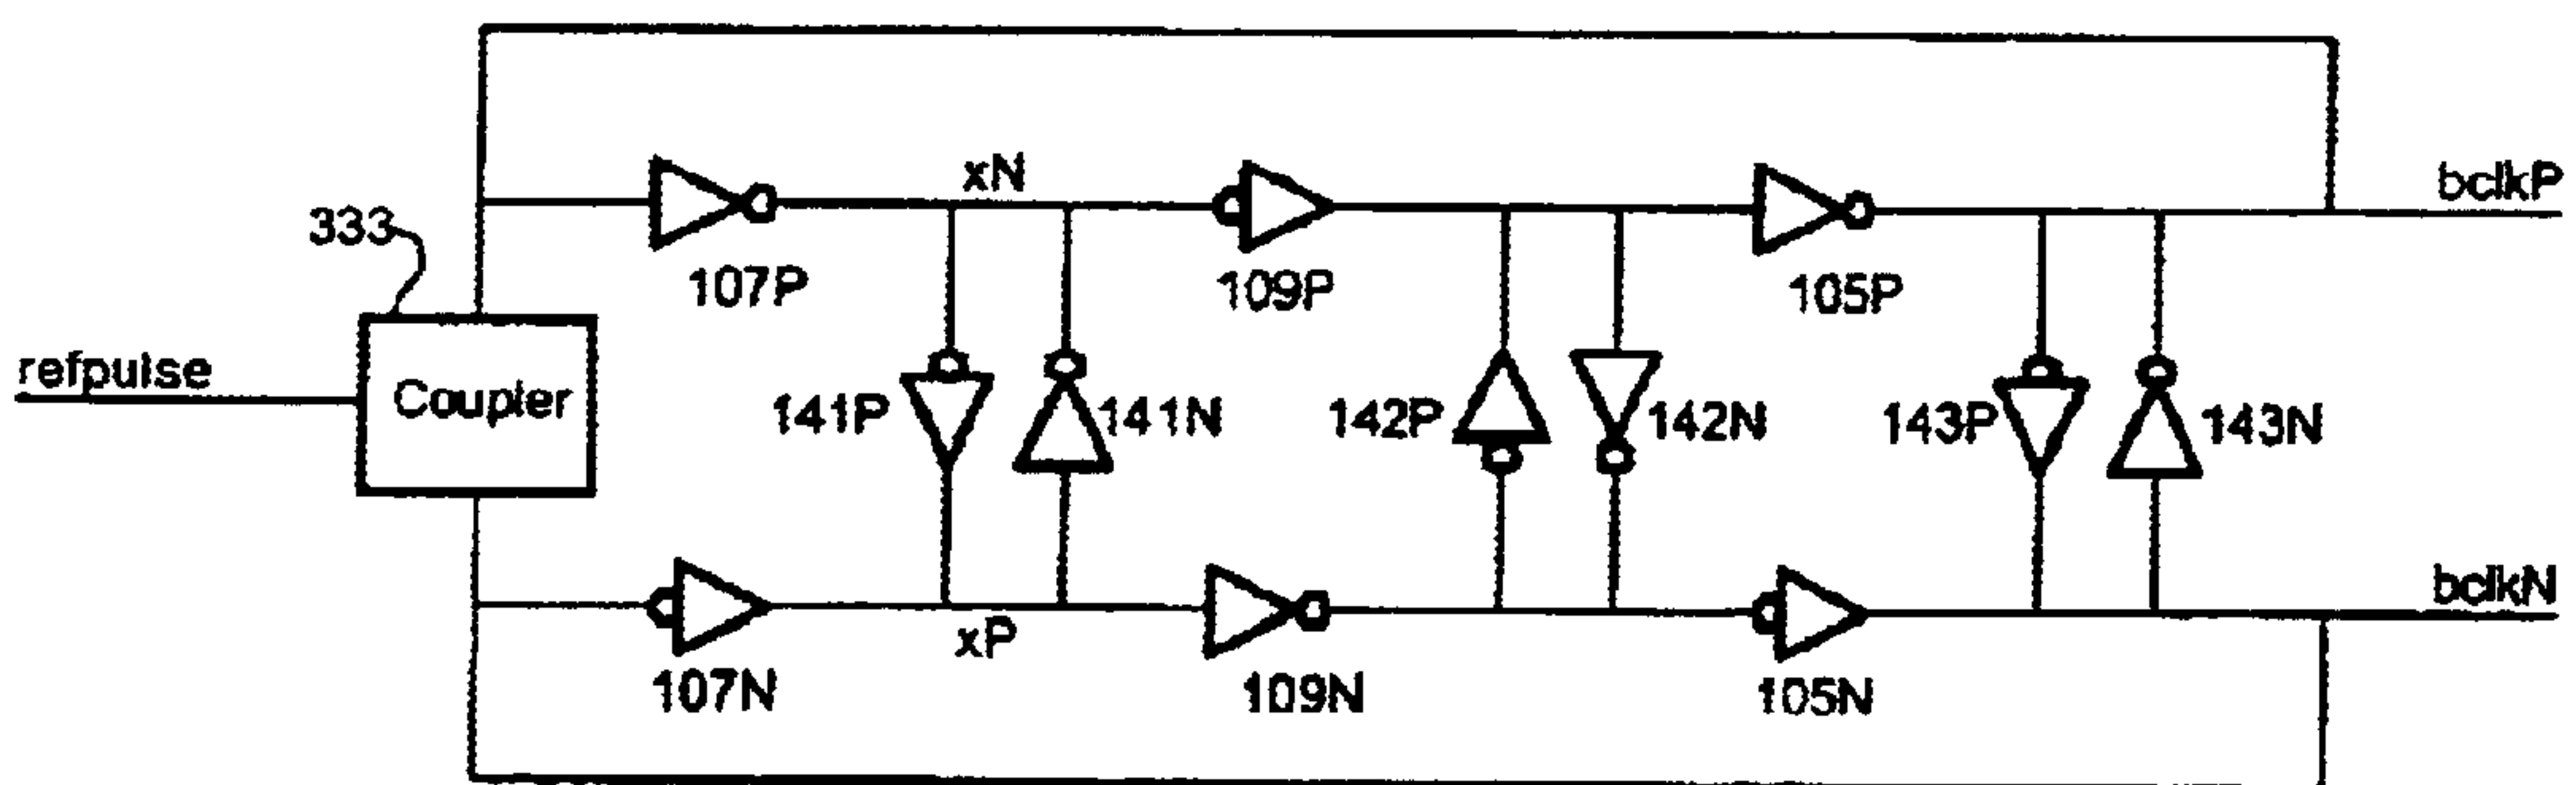 xN
bclkP
333
107P
109P
105P
refpulse
Coupler
141P
141N
142P
142N
143P
143N
bclkN
xP
107N
109N
105N